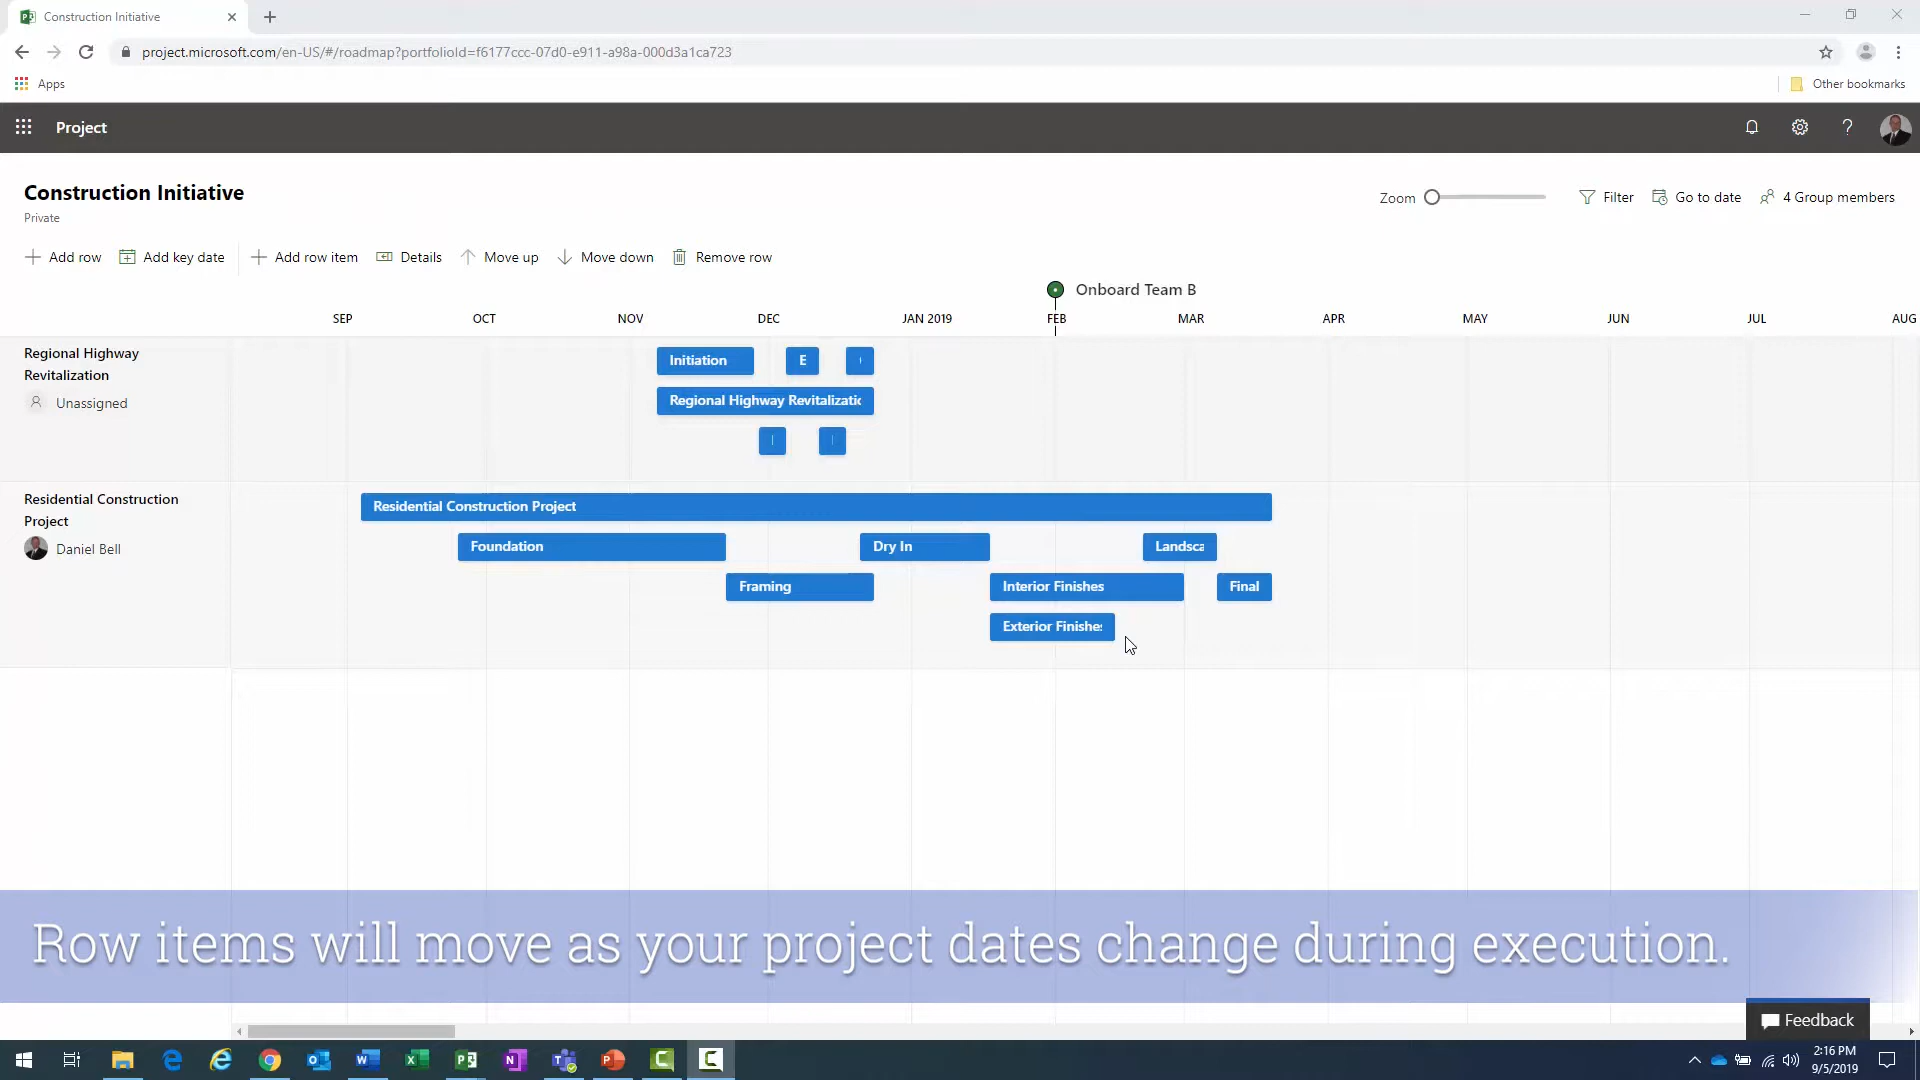 Construction Initiative
project.microsoft.com/en-US/#/roadmap?portfolioId=f6177ccc-07d0-e911-a98a-000d3a1ca723
Apps
Other bookmarks
Project
Construction Initiative
Private
Zoom
Filter
Go to date
4 Group members
Add row
Add key date
Add row item
Details
Move up
Move down
Remove row
Onboard Team B
SEP OCT NOV DEC JAN 2019 FEB MAR APR MAY JUN JUL AUG
Regional Highway
Revitalization
Unassigned
Initiation E
Regional Highway Revitalizatic
Residential Construction
Project
Daniel Bell
Residential Construction Project
Foundation Dry In Landsca
Framing Interior Finishes Final
Exterior Finishe
Row items will move as your project dates change during execution.
Feedback
2:16 PM
9/5/2019